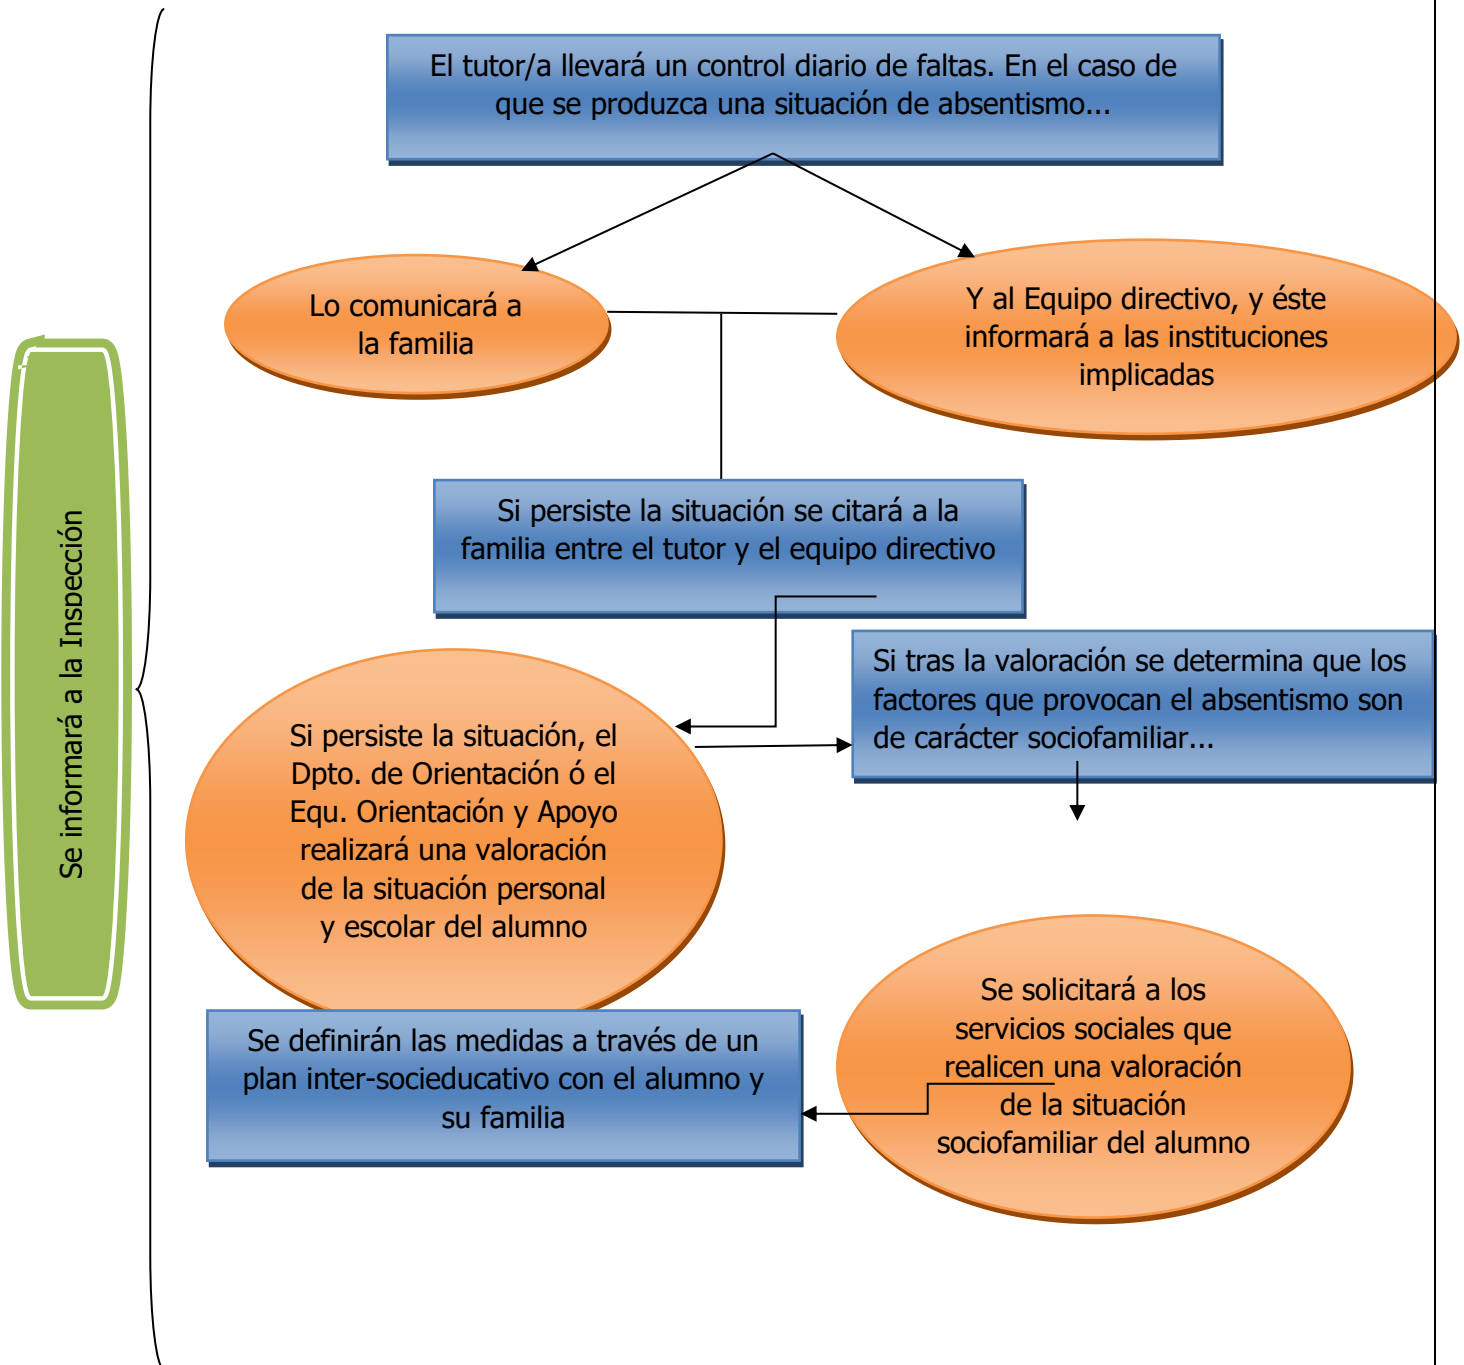 El tutor/a llevará un control diario de faltas. En el caso de
que se produzca una situación de absentismo...
Lo comunicará a
la familia
Y al Equipo directivo, y éste
informará a las instituciones
implicadas
Se informará a la Inspección
Si persiste la situación se citará a la
familia entre el tutor y el equipo directivo
Si tras la valoración se determina que los
factores que provocan el absentismo son
de carácter sociofamiliar...
Si persiste la situación, el
Dpto. de Orientación ó el
Equ. Orientación y Apoyo
realizará una valoración
de la situación personal
y escolar del alumno
Se solicitará a los
servicios sociales que
realicen una valoración
de la situación
sociofamiliar del alumno
Se definirán las medidas a través de un
plan inter-socieducativo con el alumno y
su familia